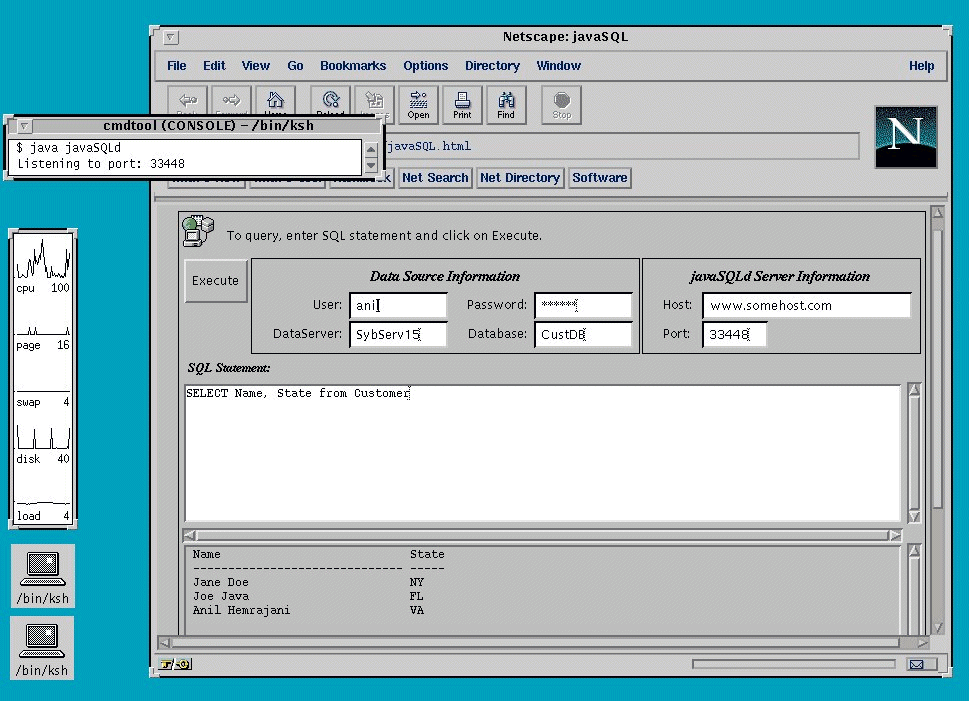 Netscape: javaSQL
File Edit View Go Bookmarks Options Directory Window Help
Open Print Find Stop
cmdtool (CONSOLE) – /bin/ksh
$ java javaSQLd
Listening to port: 33448
javaSQL.html
Net Search Net Directory Software
N
To query, enter SQL statement and click on Execute.
Execute
Data Source Information
User: anil Password: ******
DataServer: SybServ15 Database: CustDB
javaSQLd Server Information
Host: www.somehost.com
Port: 33448
SQL Statement:
SELECT Name, State from Customer
Name State
------------------------------ -----
Jane Doe NY
Joe Java FL
Anil Hemrajani VA
cpu 100
page 16
swap 4
disk 40
load 4
/bin/ksh
/bin/ksh